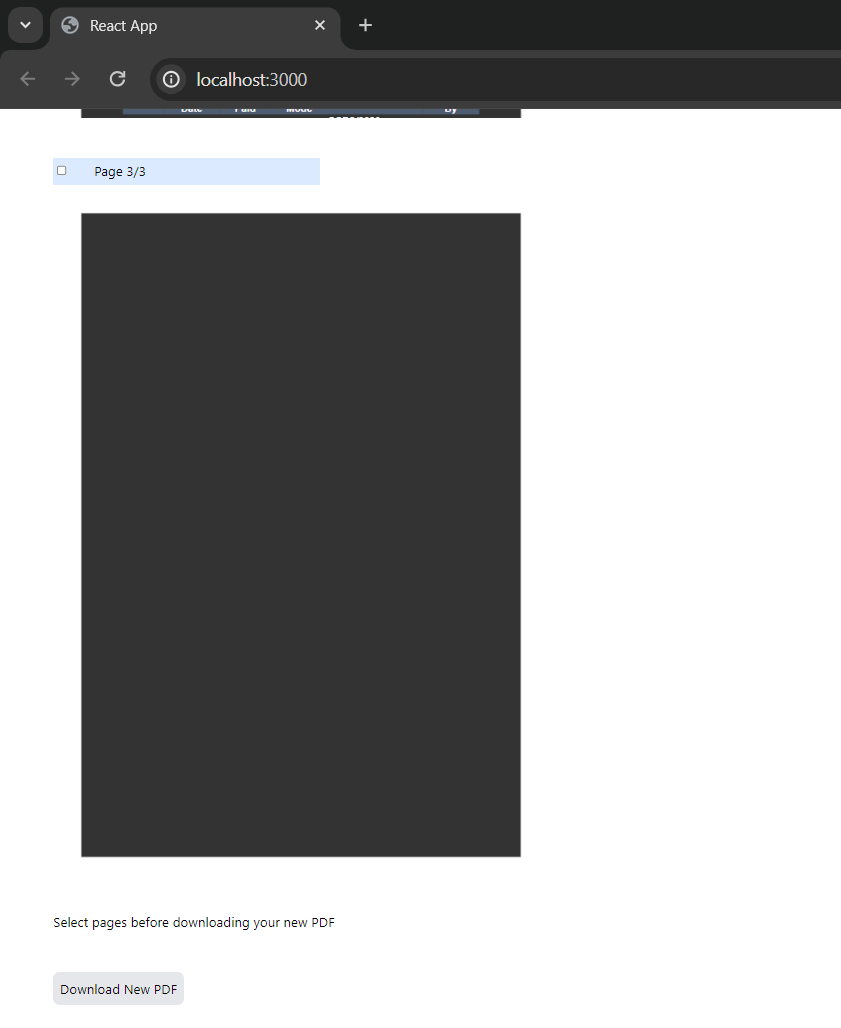 React App
localhost:3000
Date Paid Mode By
Page 3/3
Select pages before downloading your new PDF
Download New PDF